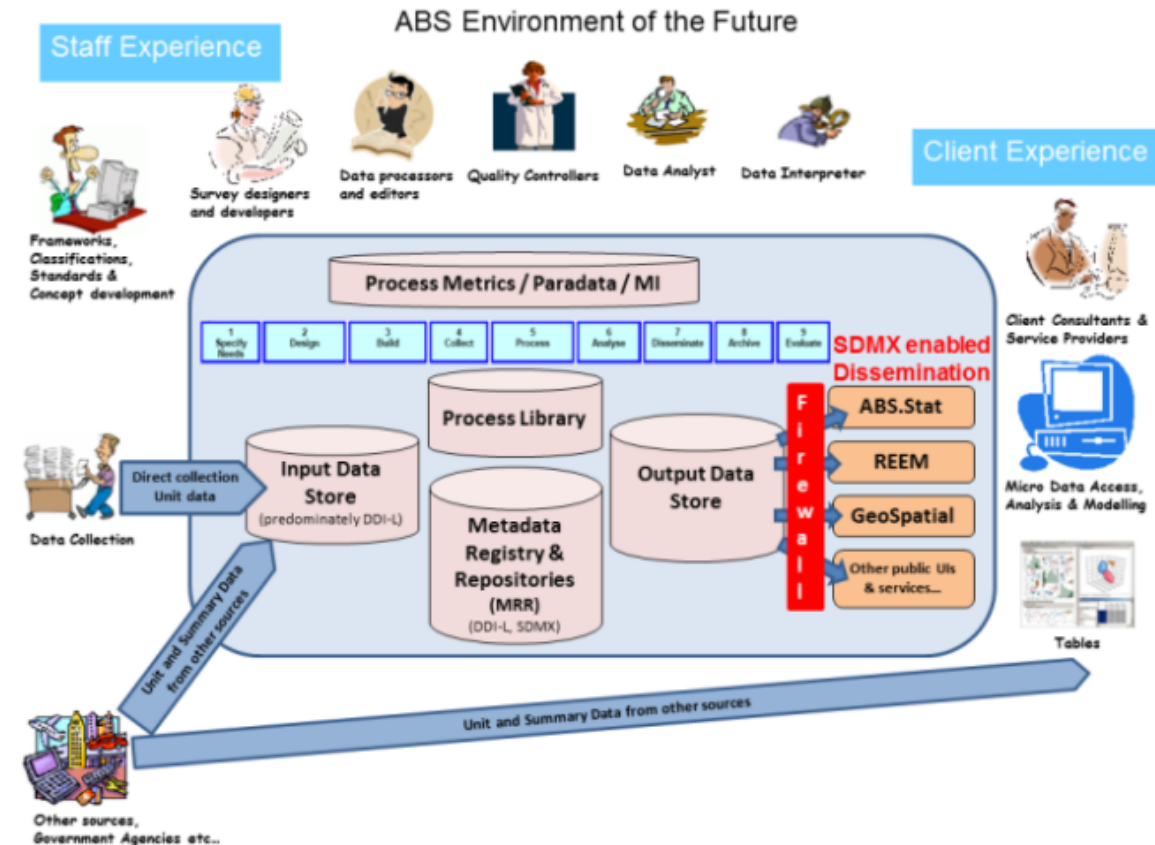 ABS Environment of the Future
Staff Experience
Client Experience
Frameworks,
Classifications,
Standards &
Concept development
Survey designers
and developers
Data processors
and editors
Quality Controllers
Data Analyst
Data Interpreter
Process Metrics / Paradata / MI
1
Specify
Needs
2
Design
3
Build
4
Collect
5
Process
6
Analyse
7
Disseminate
8
Archive
9
Evaluate
SDMX enabled
Dissemination
Process Library
Input Data
Store
(predominately DDI-L)
Metadata
Registry &
Repositories
(MRR)
(DDI-L, SDMX)
Output Data
Store
F
i
r
e
w
a
l
l
ABS.Stat
REEM
GeoSpatial
Other public UIs
& services...
Direct collection
Unit data
Data Collection
Unit and Summary Data
from other sources
Unit and Summary Data from other sources
Other sources,
Government Agencies etc..
Client Consultants &
Service Providers
Micro Data Access,
Analysis & Modelling
Tables